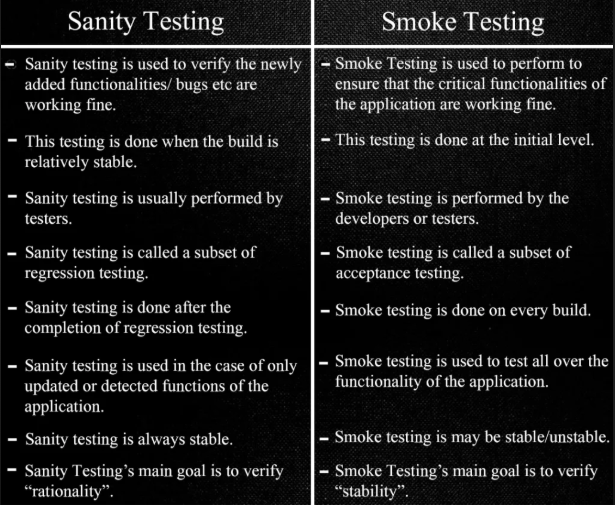 Sanity Testing
– Sanity testing is used to verify the newly
added functionalities/ bugs etc are
working fine.
– This testing is done when the build is
relatively stable.
– Sanity testing is usually performed by
testers.
– Sanity testing is called a subset of
regression testing.
– Sanity testing is done after the
completion of regression testing.
– Sanity testing is used in the case of only
updated or detected functions of the
application.
– Sanity testing is always stable.
– Sanity Testing’s main goal is to verify
“rationality”.
Smoke Testing
– Smoke Testing is used to perform to
ensure that the critical functionalities of
the application are working fine.
– This testing is done at the initial level.
– Smoke testing is performed by the
developers or testers.
– Smoke testing is called a subset of
acceptance testing.
– Smoke testing is done on every build.
– Smoke testing is used to test all over the
functionality of the application.
– Smoke testing is may be stable/unstable.
– Smoke Testing’s main goal is to verify
“stability”.